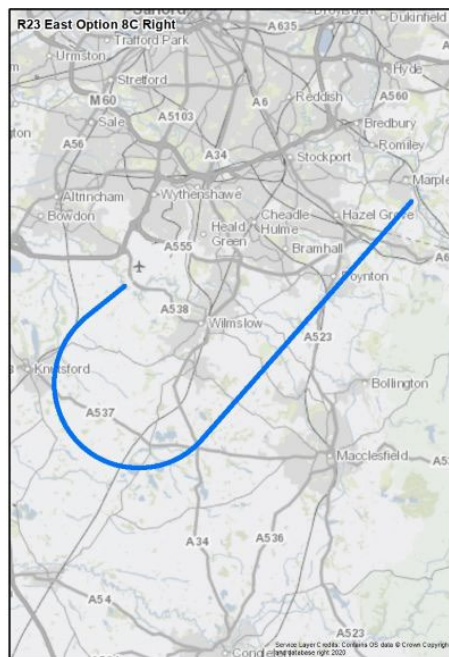 R23 East Option 8C Right
Trafford Park
A635
Dukinfield
Urmston
Stretford
Hyde
M60
A6
Reddish
A560
Sale
A5103
Bredbury
A56
A34
Romiley
Stockport
Wythenshawe
Marple
Altrincham
Bowdon
Cheadle
Hulme
Hazel Grove
Heald
Green
A555
Bramhall
Poynton
A538
Wilmslow
A523
Knutsford
Bollington
A537
Macclesfield
A34
A536
A54
A523
Service Layer Credits: Contains OS data © Crown Copyright
and database right 2020